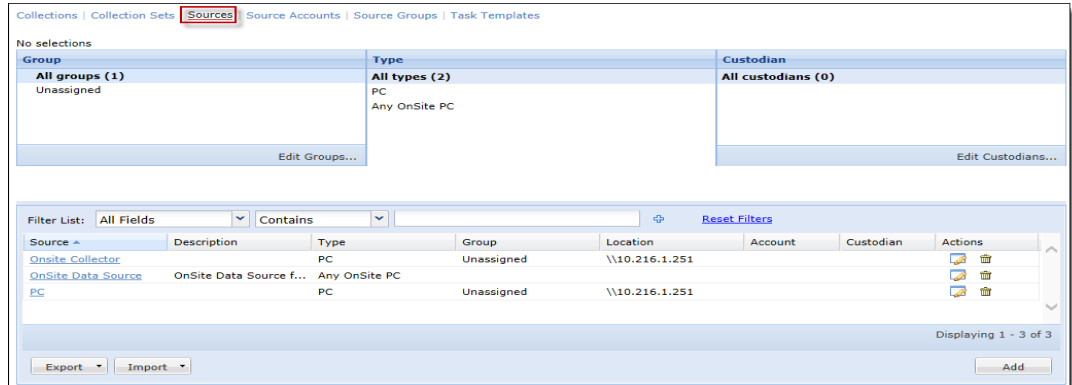 Collections | Collection Sets | Sources | Source Accounts | Source Groups | Task Templates
No selections
Group Type Custodian
All groups (1) All types (2) All custodians (0)
Unassigned PC
Any OnSite PC
Edit Groups... Edit Custodians...
Filter List: All Fields Contains Reset Filters
Source Description Type Group Location Account Custodian Actions
Onsite Collector PC Unassigned \\10.216.1.251
OnSite Data Source OnSite Data Source f... Any OnSite PC
PC PC Unassigned \\10.216.1.251
Displaying 1 - 3 of 3
Export Import Add